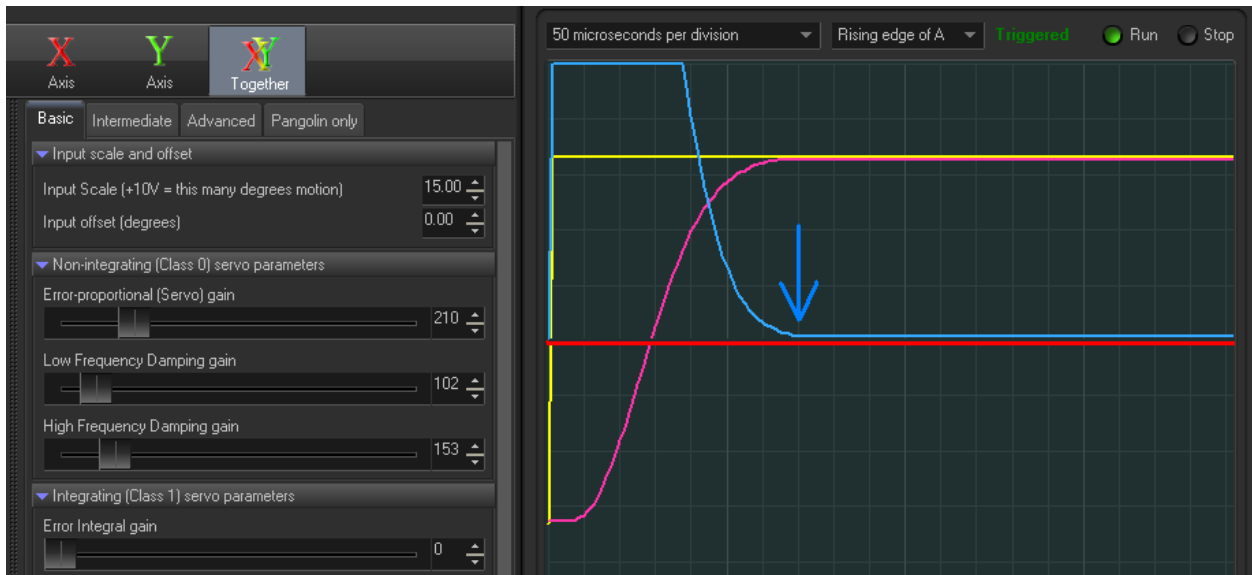 50 microseconds per division
Rising edge of A
Triggered
Run
Stop
X
Y
XY
Axis
Axis
Together
Basic
Intermediate
Advanced
Pangolin only
Input scale and offset
Input Scale (+10V = this many degrees motion)
15.00
Input offset (degrees)
0.00
Non-integrating (Class 0) servo parameters
Error-proportional (Servo) gain
210
Low Frequency Damping gain
102
High Frequency Damping gain
153
Integrating (Class 1) servo parameters
Error Integral gain
0